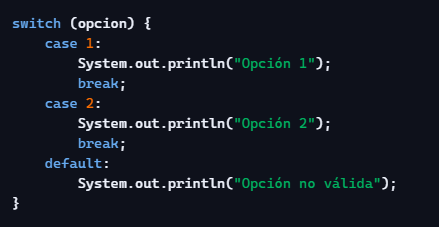 switch (opcion) {
    case 1:
        System.out.println("Opción 1");
        break;
    case 2:
        System.out.println("Opción 2");
        break;
    default:
        System.out.println("Opción no válida");
}